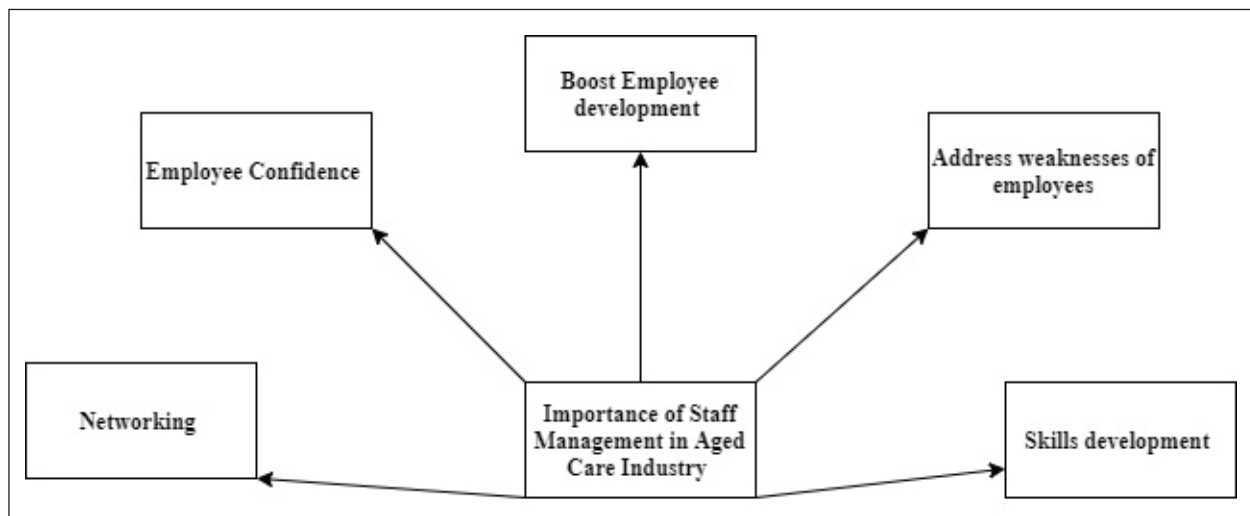 Boost Employee
development
Employee Confidence
Address weaknesses of
employees
Networking
Importance of Staff
Management in Aged
Care Industry
Skills development